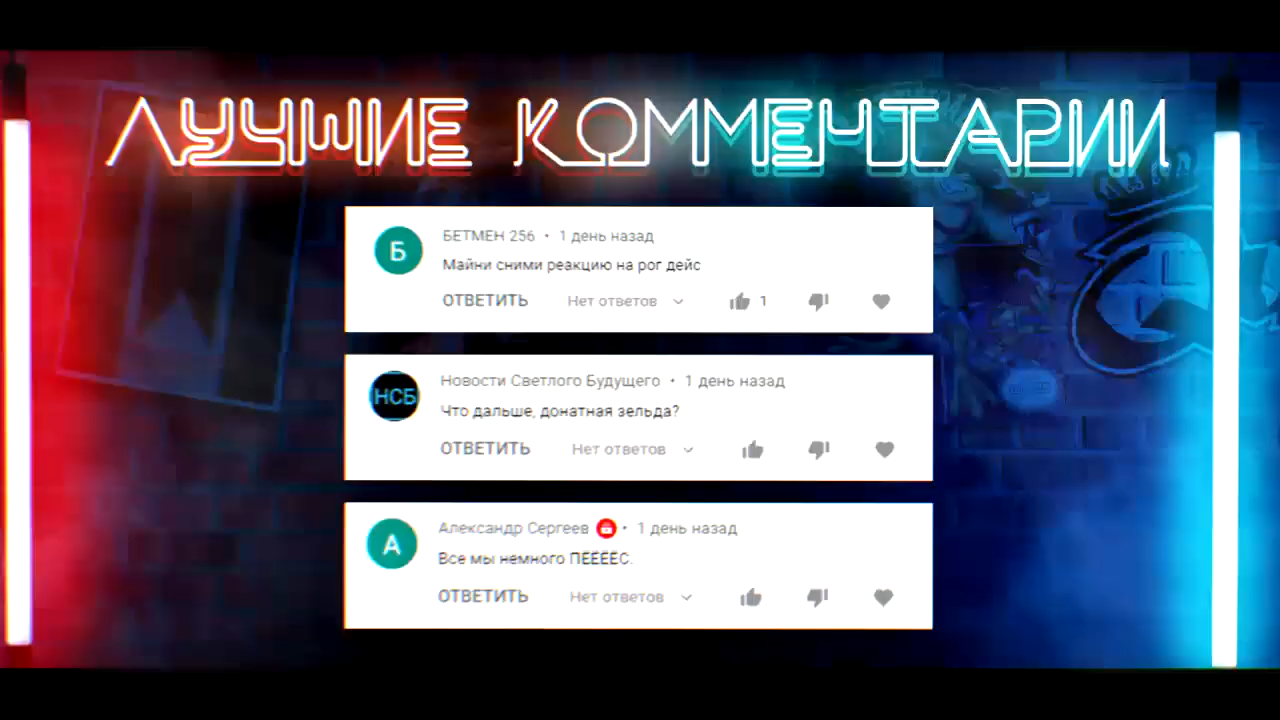 ЛУЧШИЕ КОММЕНТАРИИ
Б
БЕТМЕН 256 • 1 день назад
Майни сними реакцию на рог дейс
ОТВЕТИТЬ Нет ответов 1
НСБ
Новости Светлого Будущего • 1 день назад
Что дальше, донатная зельда?
ОТВЕТИТЬ Нет ответов
А
Александр Сергеев • 1 день назад
Все мы немного ПЕЕЕЕС.
ОТВЕТИТЬ Нет ответов